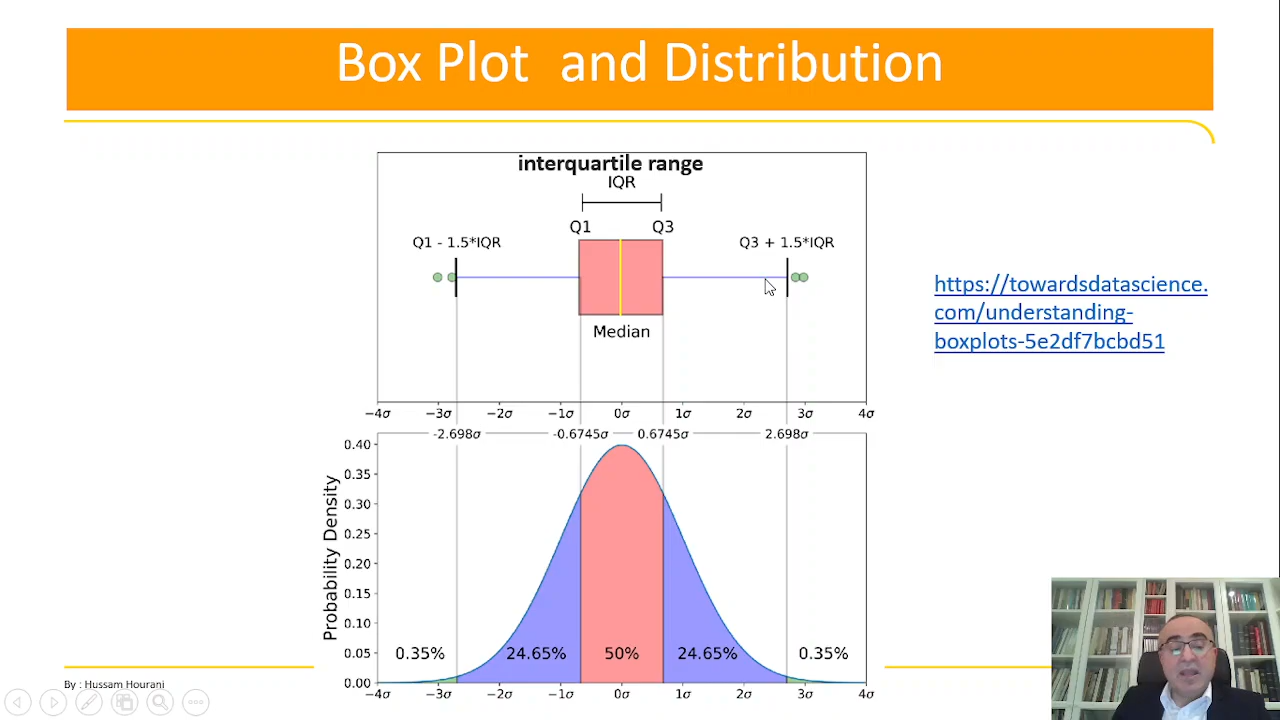 Box Plot and Distribution
interquartile range
IQR
Q1 Q3
Q1 - 1.5*IQR Q3 + 1.5*IQR
Median
−4σ −3σ −2σ −1σ 0σ 1σ 2σ 3σ 4σ
-2.698σ -0.6745σ 0.6745σ 2.698σ
https://towardsdatascience.
com/understanding-
boxplots-5e2df7bcbd51
Probability Density
0.40
0.35
0.30
0.25
0.20
0.15
0.10
0.05
0.00
0.35% 24.65% 50% 24.65% 0.35%
−4σ −3σ −2σ −1σ 0σ 1σ 2σ 3σ 4σ
By : Hussam Hourani